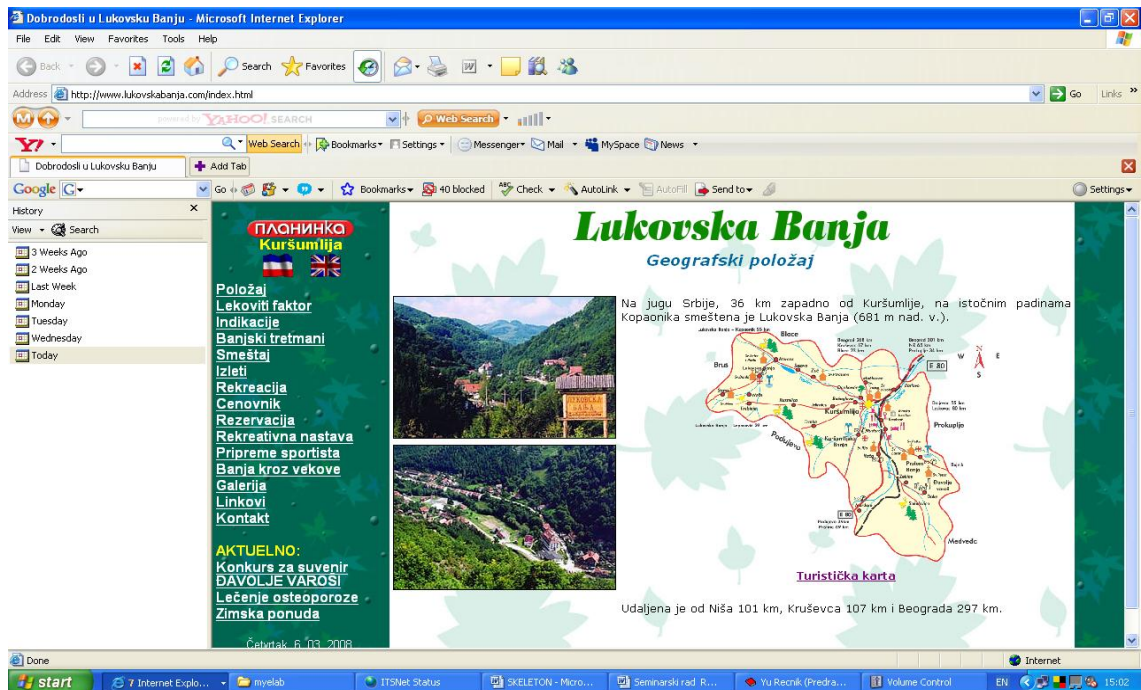 Dobrodosli u Lukovsku Banju - Microsoft Internet Explorer
File Edit View Favorites Tools Help
Back Search Favorites
Address http://www.lukovskabanja.com/index.html Go Links »
powered by YAHOO! SEARCH Web Search
Y! Web Search Bookmarks Settings Messenger Mail MySpace News
Dobrodosli u Lukovsku Banju Add Tab
Google G Go Bookmarks 40 blocked Check AutoLink AutoFill Send to Settings
History
View Search
3 Weeks Ago
2 Weeks Ago
Last Week
Monday
Tuesday
Wednesday
Today
планинка
Kuršumlija
Položaj
Lekoviti faktor
Indikacije
Banjski tretmani
Smeštaj
Izleti
Rekreacija
Cenovnik
Rezervacija
Rekreativna nastava
Pripreme sportista
Banja kroz vekove
Galerija
Linkovi
Kontakt
AKTUELNO:
Konkurs za suvenir
ĐAVOLJE VAROŠI
Lečenje osteoporoze
Zimska ponuda
Četvrtak 6 03 2008
Lukovska Banja
Geografski položaj
Na jugu Srbije, 36 km zapadno od Kuršumlije, na istočnim padinama
Kopaonika smeštena je Lukovska Banja (681 m nad. v.).
Blace
N
W E
S
E 80
Brus
Kuršumlija
Prokuplje
Podujevo
E 80
Medveđa
Turistička karta
Udaljena je od Niša 101 km, Kruševca 107 km i Beograda 297 km.
Done Internet
start 7 Internet Explo... myelab ITSNet Status SKELETON - Micro... Seminarski rad R... Yu Recnik (Predra... Volume Control EN 15:02